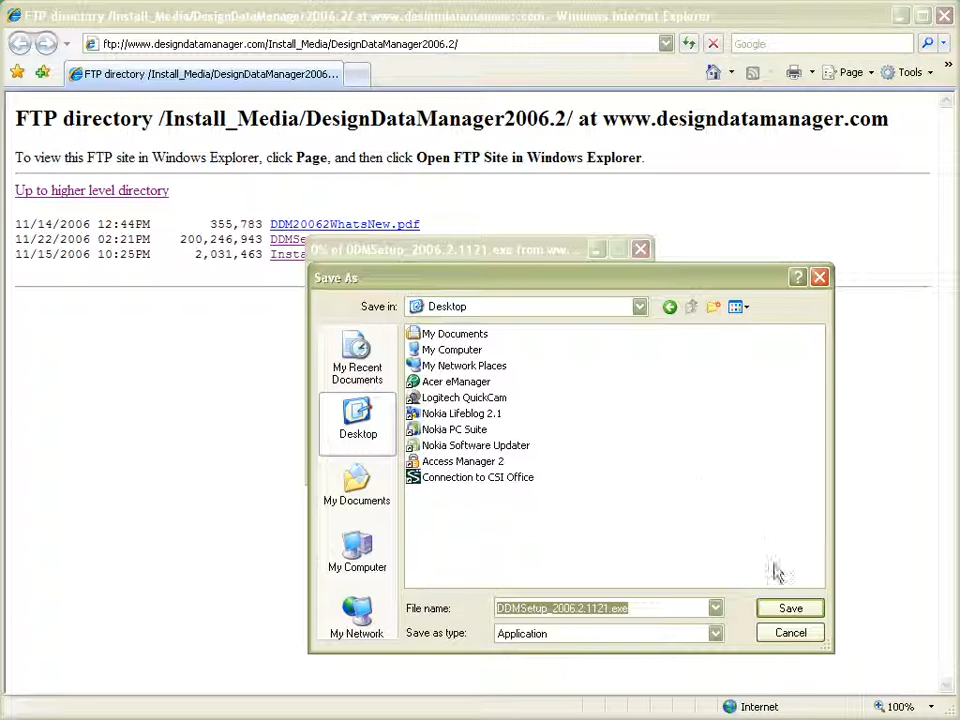 FTP directory /Install_Media/DesignDataManager2006.2/ at www.designdatamanager.com - Windows Internet Explorer
ftp://www.designdatamanager.com/Install_Media/DesignDataManager2006.2/
Google
FTP directory /Install_Media/DesignDataManager2006...
Page
Tools
»
FTP directory /Install_Media/DesignDataManager2006.2/ at www.designdatamanager.com
To view this FTP site in Windows Explorer, click Page, and then click Open FTP Site in Windows Explorer.
Up to higher level directory
11/14/2006 12:44PM 355,783 DDM20062WhatsNew.pdf
11/22/2006 02:21PM 200,246,943 DDMSe
11/15/2006 10:25PM 2,031,463 Insta
0% of DDMSetup_2006.2.1121.exe from ww...
Save As
Save in:
Desktop
My Recent Documents
Desktop
My Documents
My Computer
My Network
My Documents
My Computer
My Network Places
Acer eManager
Logitech QuickCam
Nokia Lifeblog 2.1
Nokia PC Suite
Nokia Software Updater
Access Manager 2
Connection to CSI Office
File name:
DDMSetup_2006.2.1121.exe
Save
Save as type:
Application
Cancel
Internet
100%